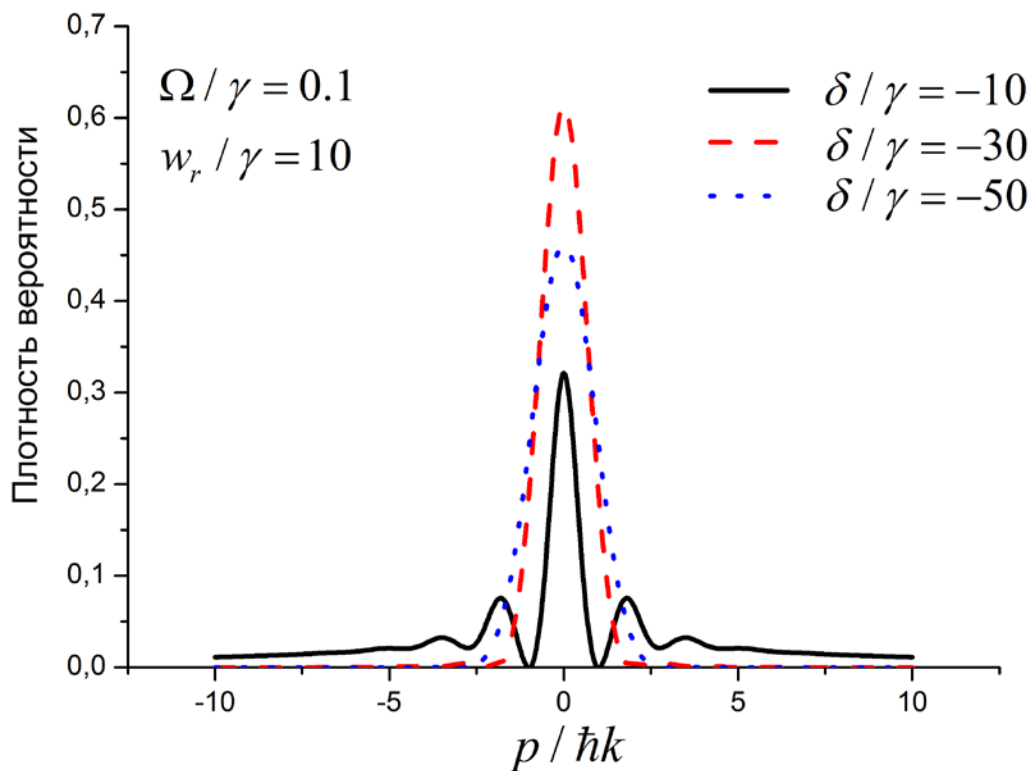 0,7
0,6
0,5
0,4
0,3
0,2
0,1
0,0
Плотность вероятности
Ω / γ = 0.1
w_r / γ = 10
δ / γ = −10
δ / γ = −30
δ / γ = −50
-10 -5 0 5 10
p / ħk